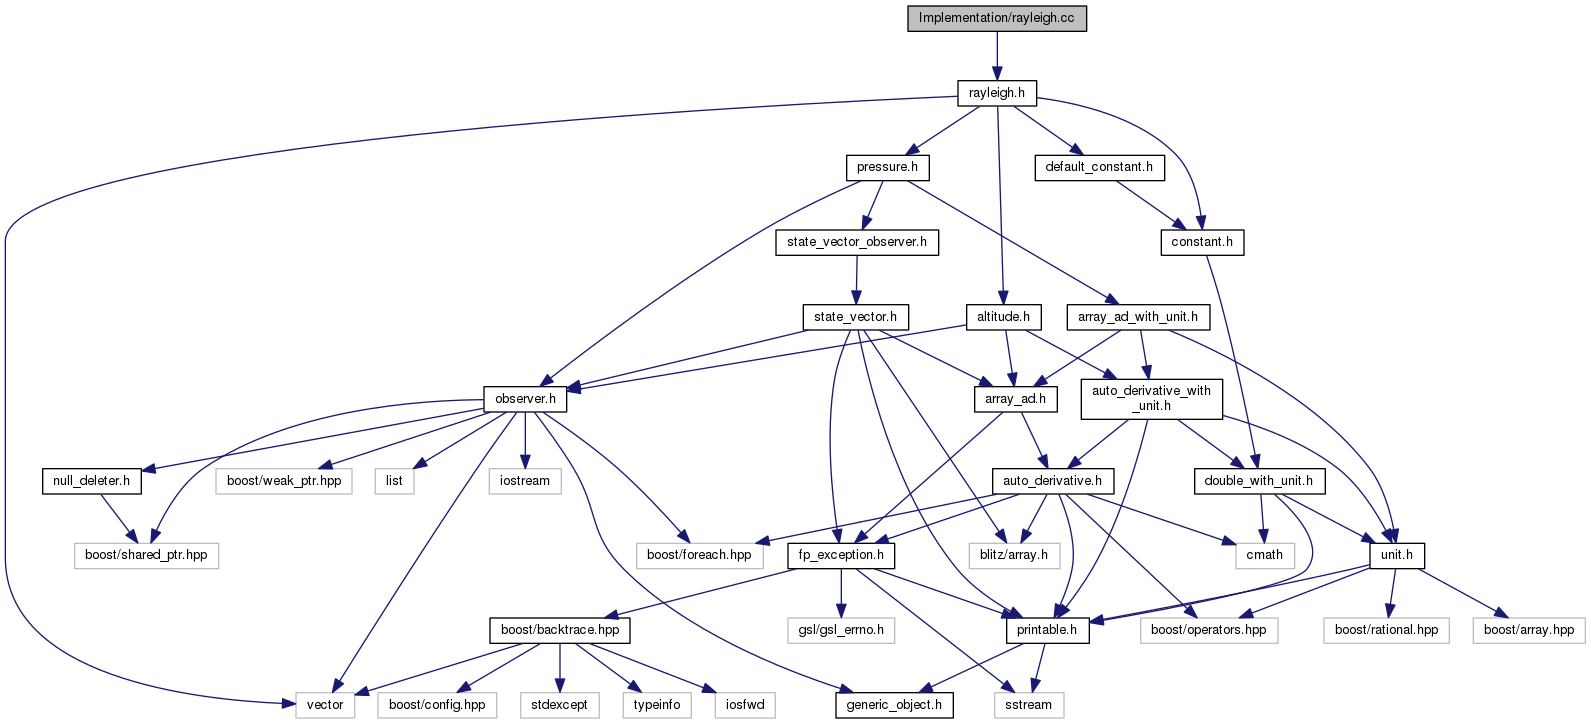 Implementation/rayleigh.cc
rayleigh.h
pressure.h
default_constant.h
state_vector_observer.h
constant.h
state_vector.h
altitude.h
array_ad_with_unit.h
observer.h
array_ad.h
auto_derivative_with
_unit.h
null_deleter.h
boost/weak_ptr.hpp
list
iostream
auto_derivative.h
double_with_unit.h
boost/shared_ptr.hpp
boost/foreach.hpp
fp_exception.h
blitz/array.h
cmath
unit.h
boost/backtrace.hpp
gsl/gsl_errno.h
printable.h
boost/operators.hpp
boost/rational.hpp
boost/array.hpp
vector
boost/config.hpp
stdexcept
typeinfo
iosfwd
generic_object.h
sstream